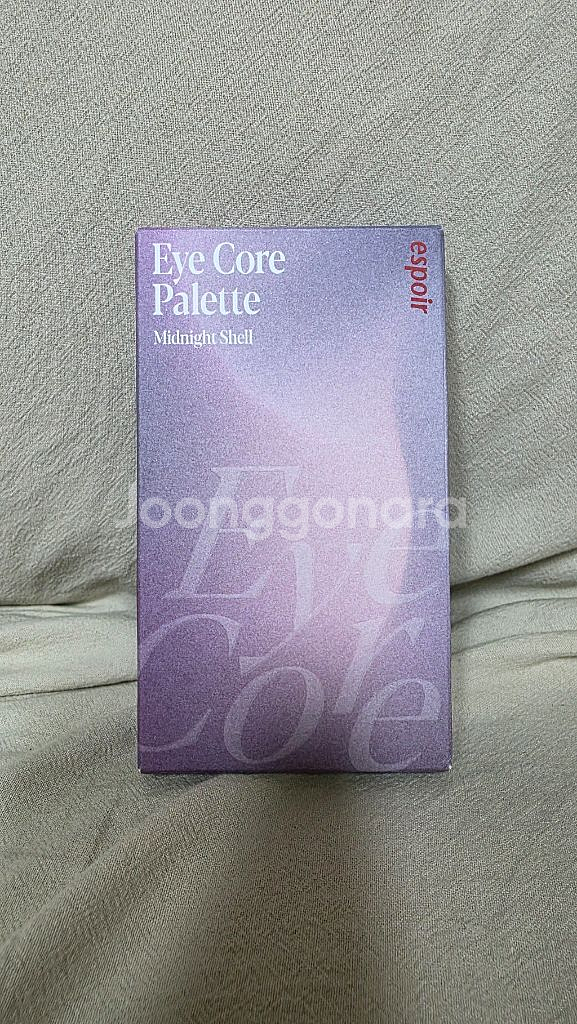 Eye Core
Palette
Midnight Shell
espoir
Joonggonara
Eye
Core